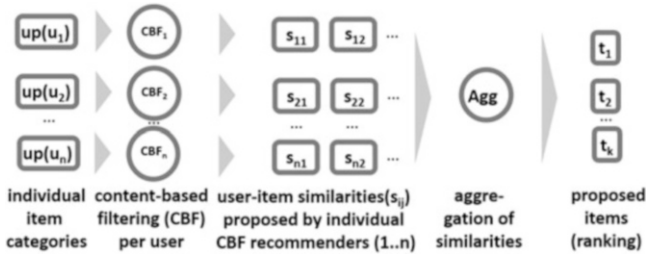 up(u₁) CBF₁ s₁₁ s₁₂ ... t₁
up(u₂) CBF₂ s₂₁ s₂₂ ... Agg t₂
... ... ... ... ...
up(uₙ) CBFₙ sₙ₁ sₙ₂ ... tₖ
individual content-based user-item similarities(sᵢⱼ) aggre- proposed
item filtering (CBF) proposed by individual gation of items
categories per user CBF recommenders (1..n) similarities (ranking)